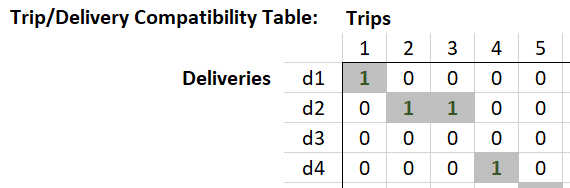 Trip/Delivery Compatibility Table: Trips
1 2 3 4 5
Deliveries d1 1 0 0 0 0
d2 0 1 1 0 0
d3 0 0 0 0 0
d4 0 0 0 1 0